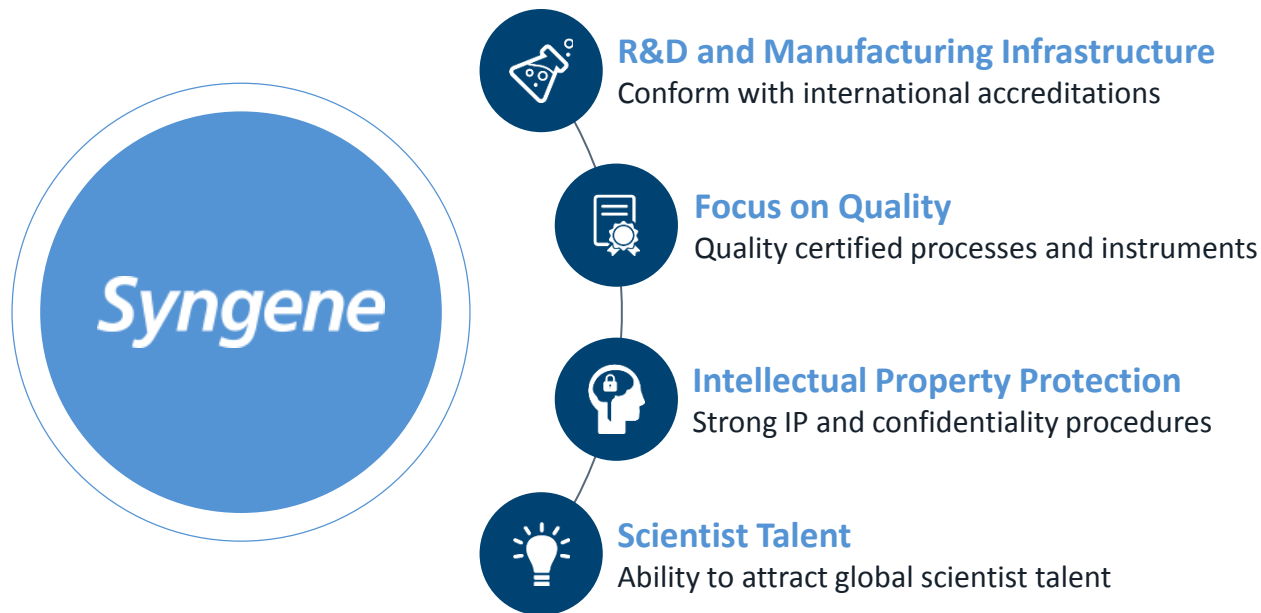 Syngene
R&D and Manufacturing Infrastructure
Conform with international accreditations
Focus on Quality
Quality certified processes and instruments
Intellectual Property Protection
Strong IP and confidentiality procedures
Scientist Talent
Ability to attract global scientist talent